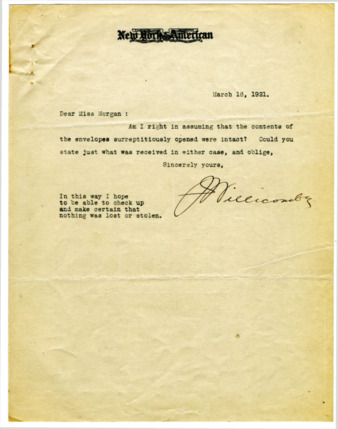 New York American
March 16, 1921.
Dear Miss Morgan :
Am I right in assuming that the contents of
the envelopes surreptitiously opened were intact? Could you
state just what was received in either case, and oblige,
Sincerely yours,
JWillicombe
In this way I hope
to be able to check up
and make certain that
nothing was lost or stolen.